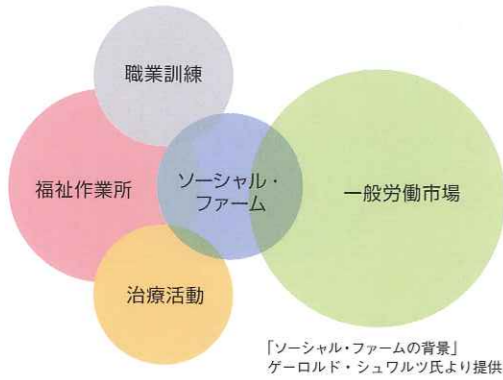 職業訓練
福祉作業所
ソーシャル・
ファーム
一般労働市場
治療活動
「ソーシャル・ファームの背景」
ゲーロルド・シュワルツ氏より提供